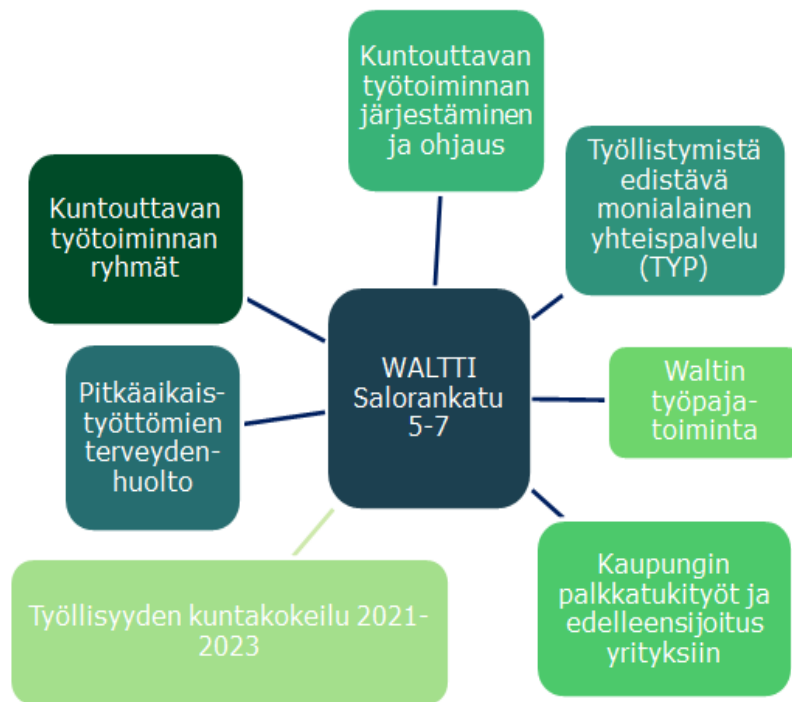 Kuntouttavan
työtoiminnan
järjestäminen
ja ohjaus
Työllistymistä
edistävä
monialainen
yhteispalvelu
(TYP)
Kuntouttavan
työtoiminnan
ryhmät
WALTTI
Salorankatu
5-7
Waltin
työpaja-
toiminta
Pitkäaikais-
työttömien
terveyden-
huolto
Kaupungin
palkkatukityöt ja
edelleensijoitus
yrityksiin
Työllisyyden kuntakokeilu 2021-
2023